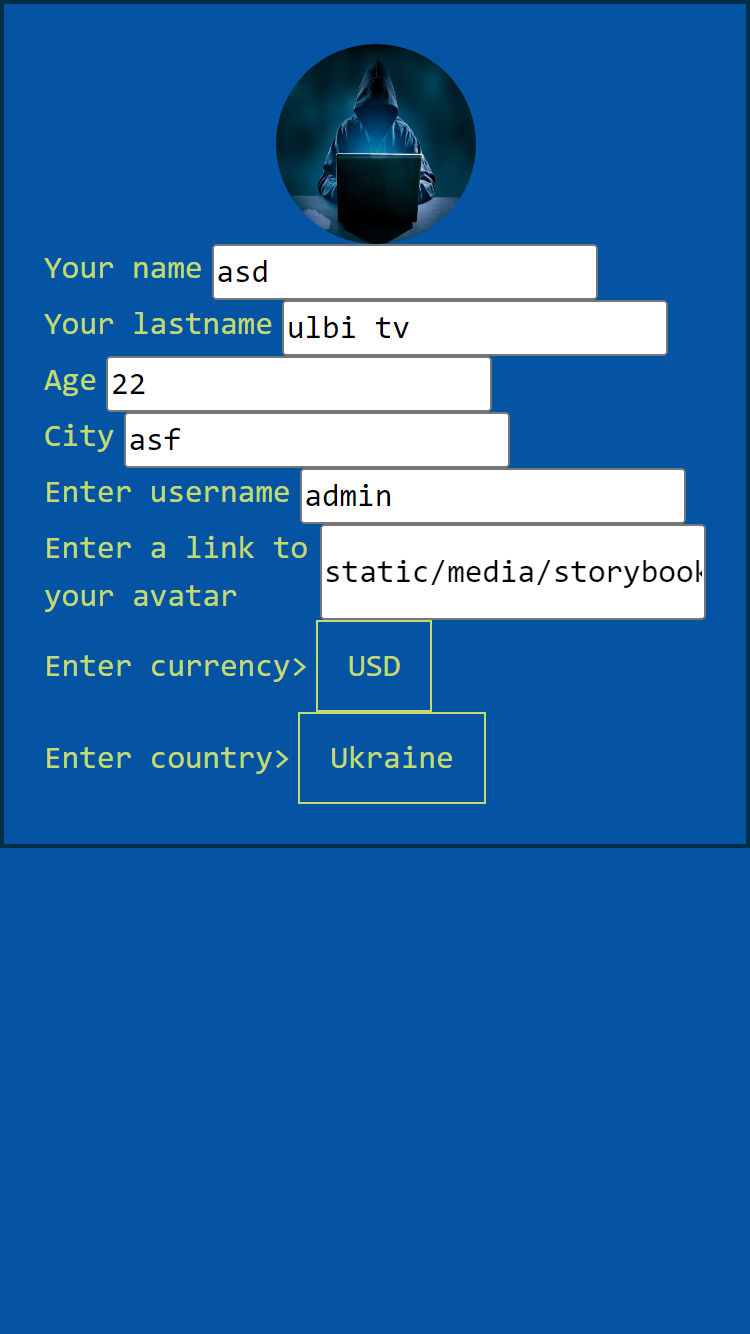 Your name asd
Your lastname ulbi tv
Age 22
City asf
Enter username admin
Enter a link to
your avatar
static/media/storybook
Enter currency> USD
Enter country> Ukraine